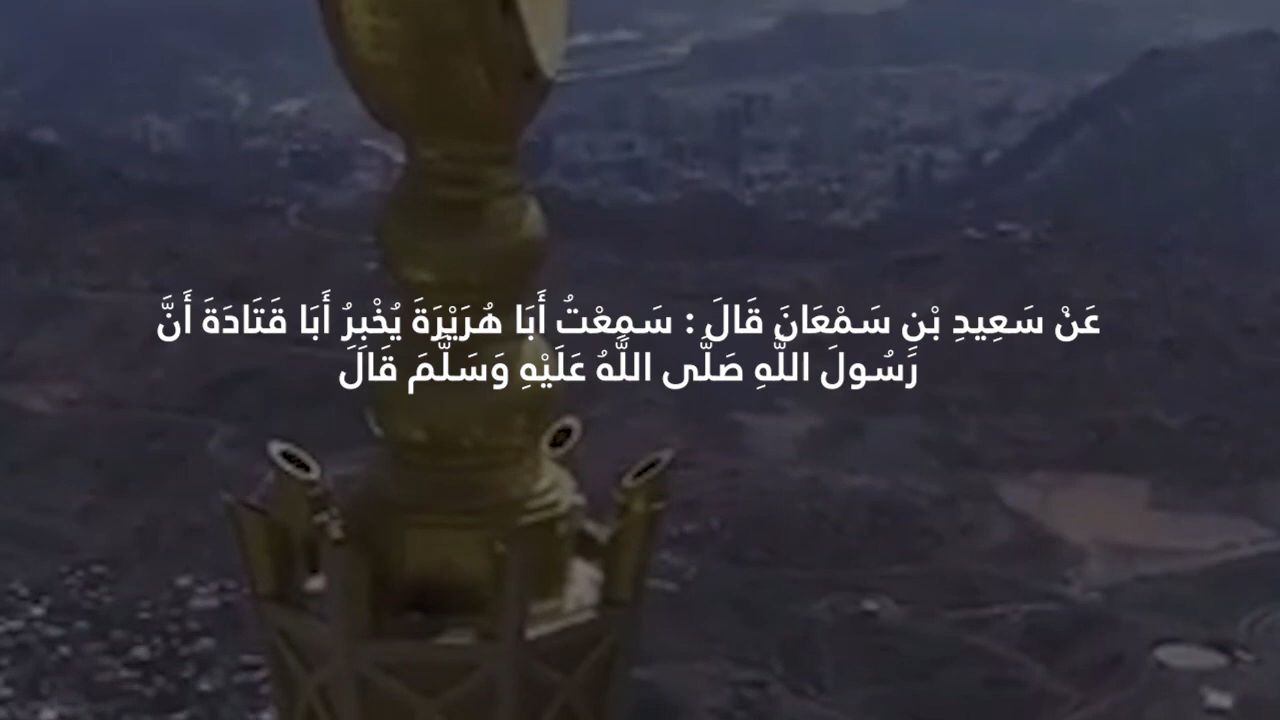 عَنْ سَعِيدِ بْنِ سَمْعَانَ قَالَ : سَمِعْتُ أَبَا هُرَيْرَةَ يُخْبِرُ أَبَا قَتَادَةَ أَنَّ
رَسُولَ اللَّهِ صَلَّى اللَّهُ عَلَيْهِ وَسَلَّمَ قَالَ